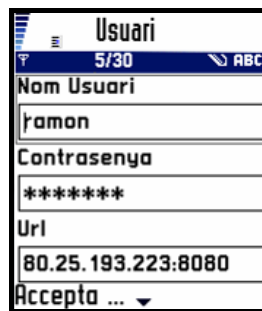 Usuari
5/30 ABC
Nom Usuari
ramon
Contrasenya
*******
Url
80.25.193.223:8080
Accepta ...